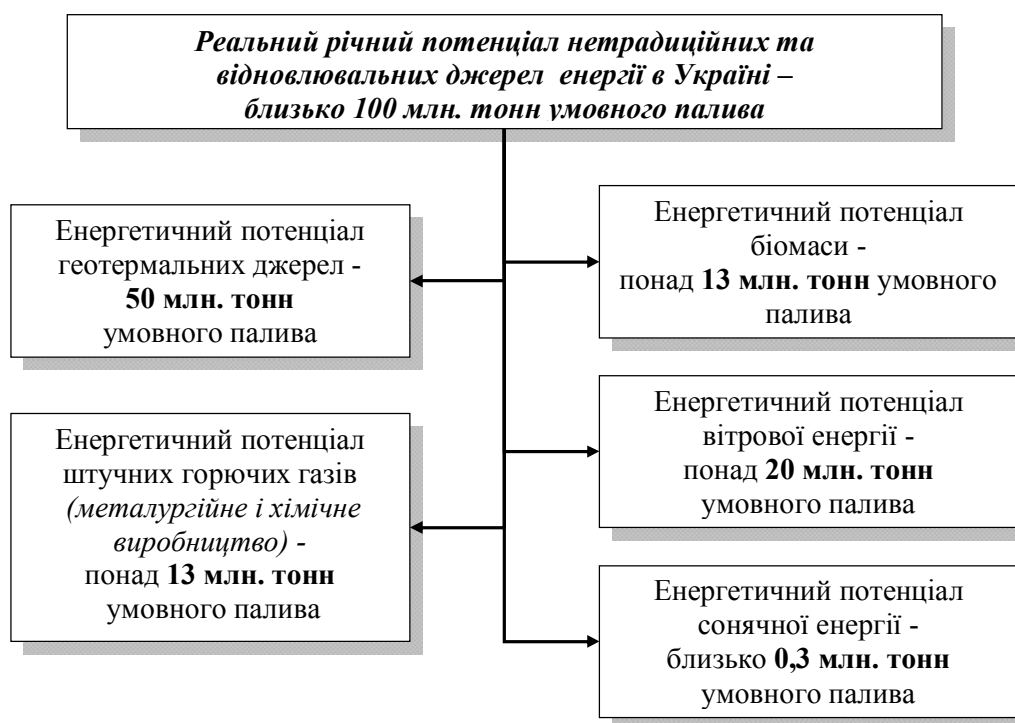 Реальний річний потенціал нетрадиційних та
відновлювальних джерел енергії в Україні –
близько 100 млн. тонн умовного палива
Енергетичний потенціал
геотермальних джерел -
50 млн. тонн
умовного палива
Енергетичний потенціал
біомаси -
понад 13 млн. тонн умовного
палива
Енергетичний потенціал
штучних горючих газів
(металургійне і хімічне
виробництво) -
понад 13 млн. тонн
умовного палива
Енергетичний потенціал
вітрової енергії -
понад 20 млн. тонн
умовного палива
Енергетичний потенціал
сонячної енергії -
близько 0,3 млн. тонн
умовного палива